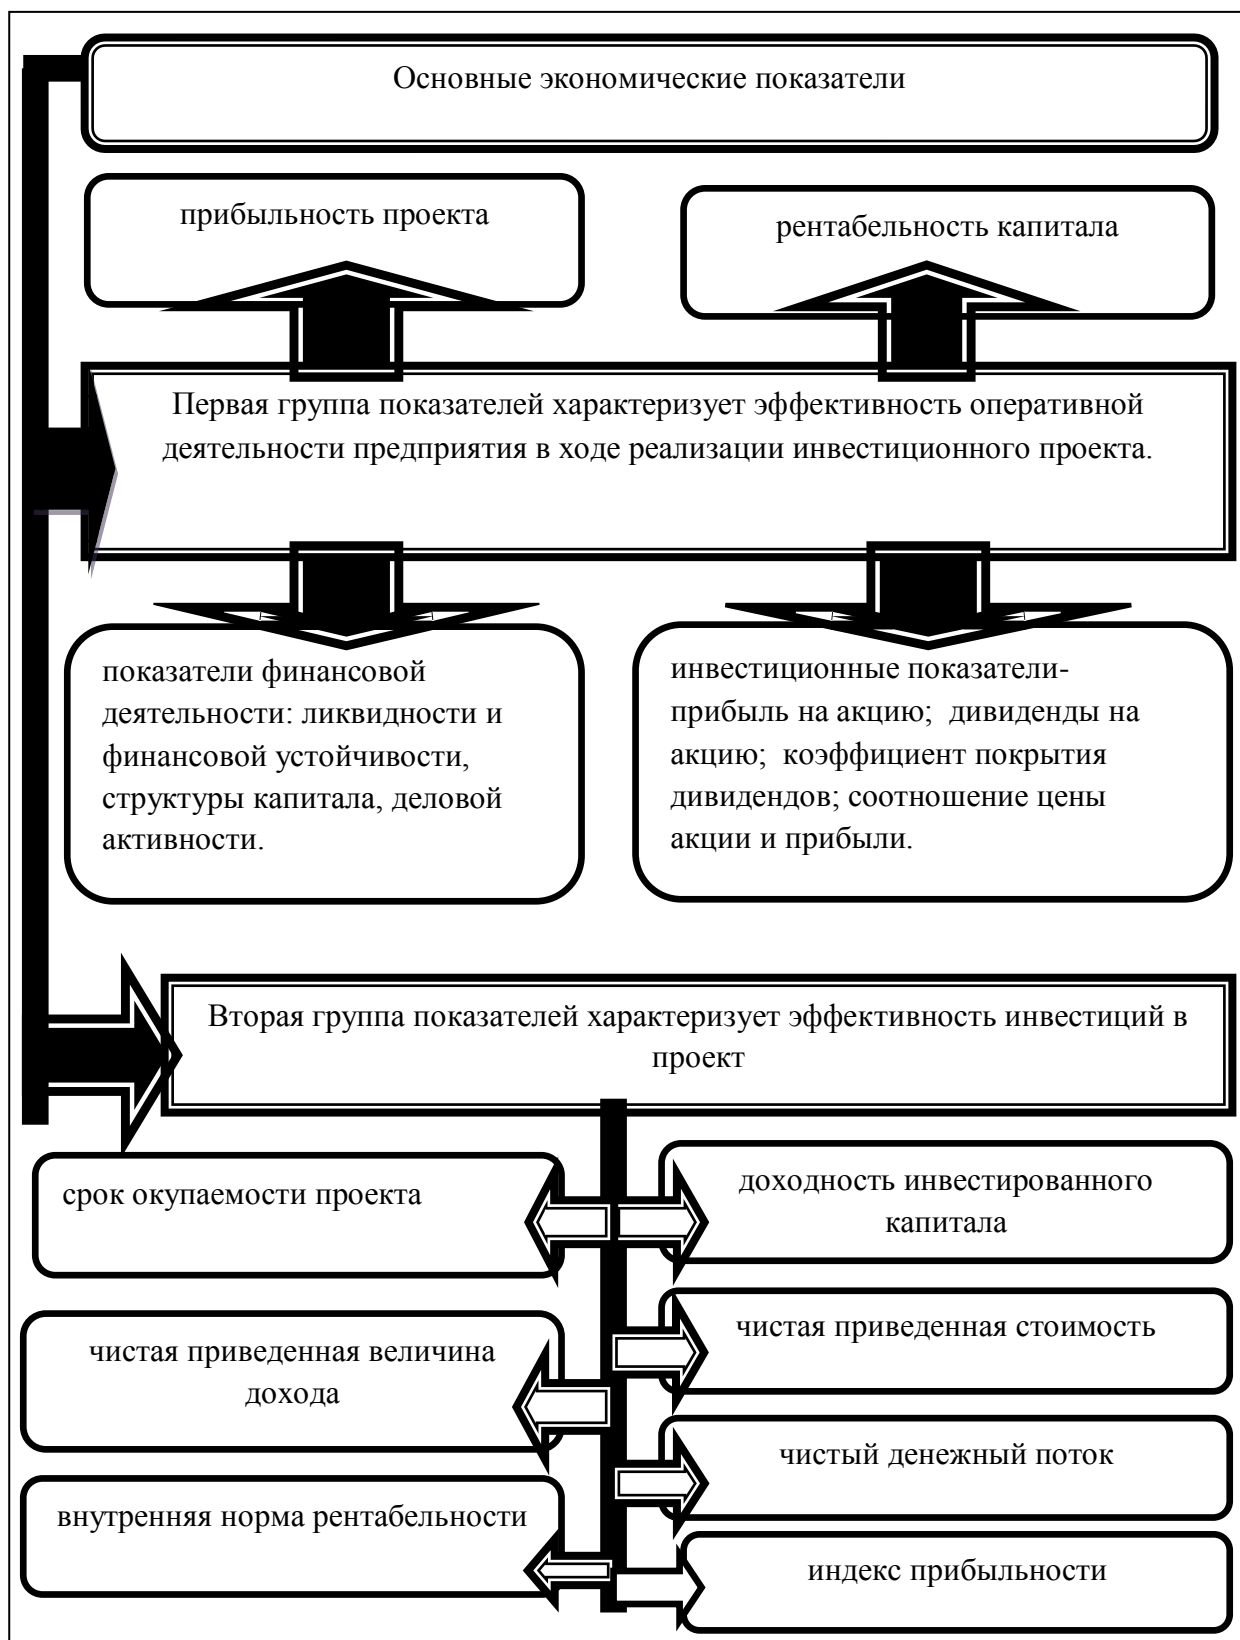 Основные экономические показатели
прибыльность проекта
рентабельность капитала
Первая группа показателей характеризует эффективность оперативной
деятельности предприятия в ходе реализации инвестиционного проекта.
показатели финансовой
деятельности: ликвидности и
финансовой устойчивости,
структуры капитала, деловой
активности.
инвестиционные показатели-
прибыль на акцию; дивиденды на
акцию; коэффициент покрытия
дивидендов; соотношение цены
акции и прибыли.
Вторая группа показателей характеризует эффективность инвестиций в
проект
срок окупаемости проекта
доходность инвестированного
капитала
чистая приведенная величина
дохода
чистая приведенная стоимость
чистый денежный поток
внутренняя норма рентабельности
индекс прибыльности